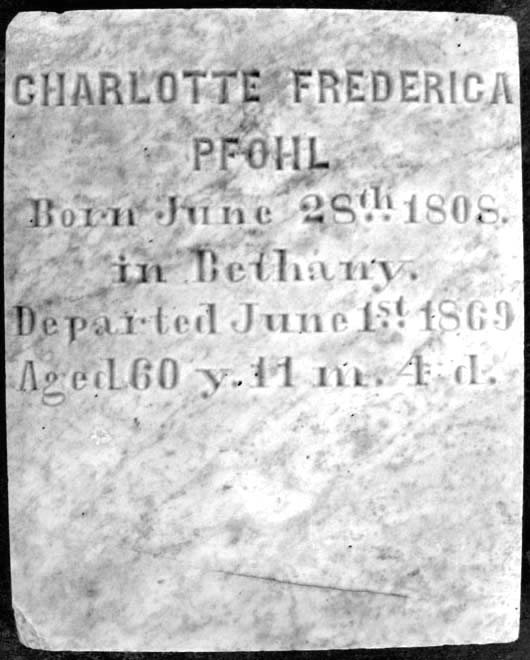 CHARLOTTE FREDERICA
PFOHL
Born June 28th 1808.
in Bethany.
Departed June 1st 1869
Aged 60 y. 11 m. 4 d.